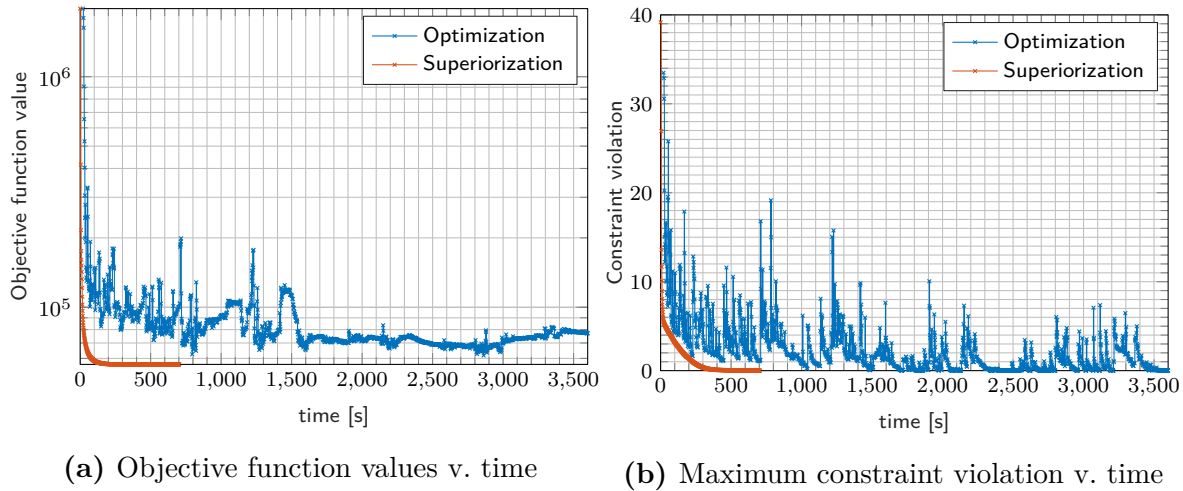 Optimization
Superiorization
10^6
10^5
Objective function value
0 500 1,000 1,500 2,000 2,500 3,000 3,500
time [s]
(a) Objective function values v. time
Optimization
Superiorization
40
30
20
10
0
Constraint violation
0 500 1,000 1,500 2,000 2,500 3,000 3,500
time [s]
(b) Maximum constraint violation v. time